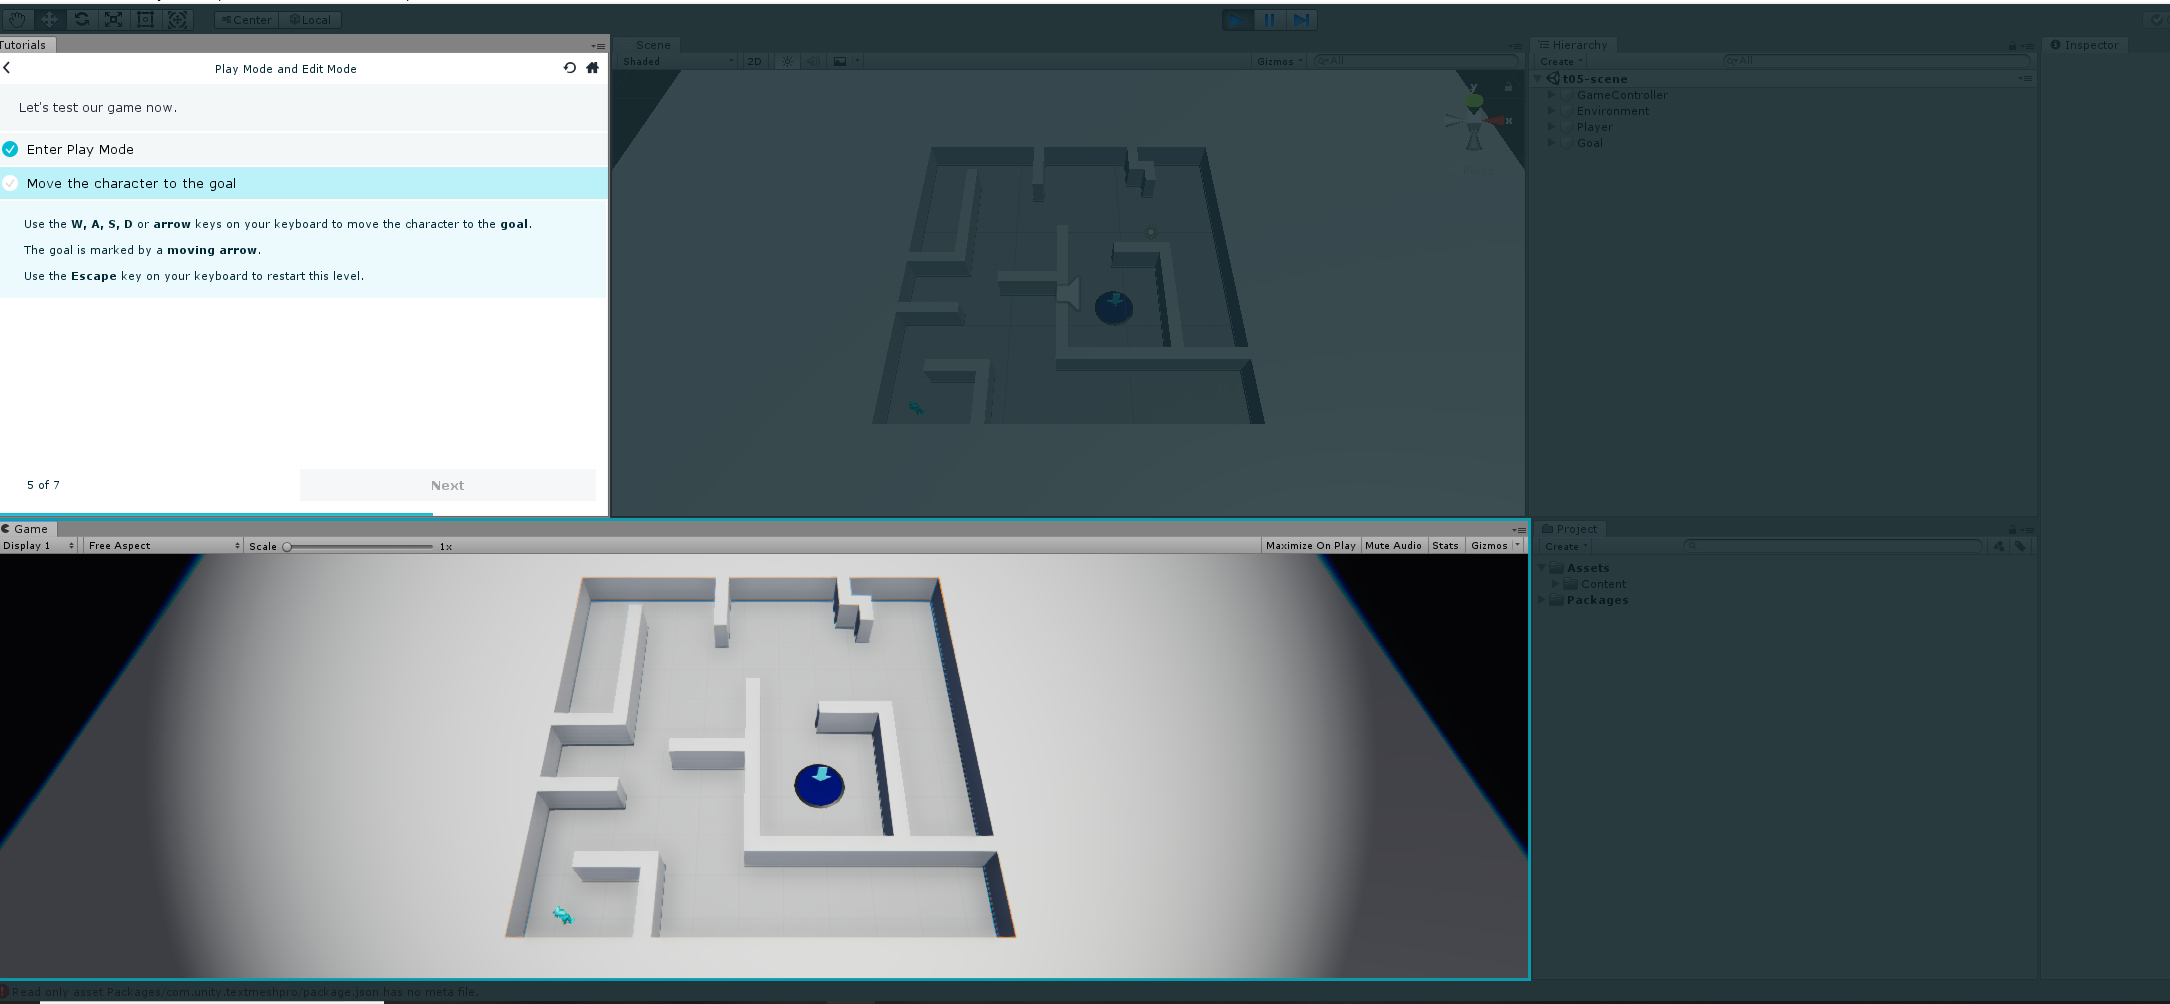 Center Local
Tutorials
Play Mode and Edit Mode
Let's test our game now.
Enter Play Mode
Move the character to the goal
Use the W, A, S, D or arrow keys on your keyboard to move the character to the goal.
The goal is marked by a moving arrow.
Use the Escape key on your keyboard to restart this level.
5 of 7 Next
Scene
Shaded 2D Gizmos All
y
x
Persp
Hierarchy
Create All
t05-scene
GameController
Environment
Player
Goal
Inspector
Game
Display 1 Free Aspect Scale 1x Maximize On Play Mute Audio Stats Gizmos
Project
Create
Assets
Content
Packages
Read only asset Packages/com.unity.textmeshpro/package.json has no meta file.